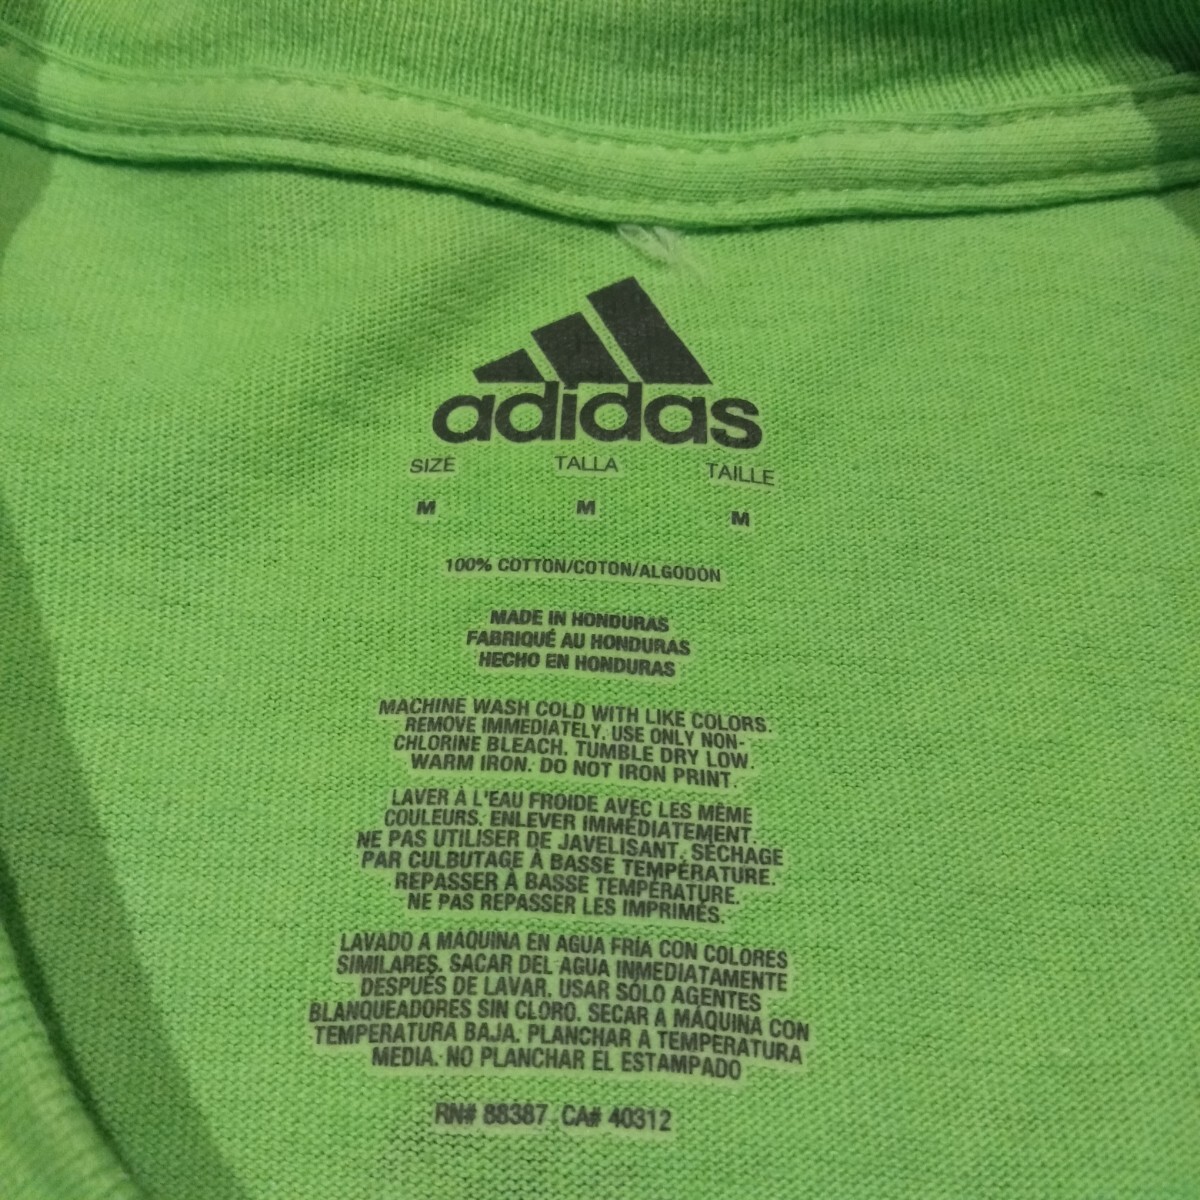 adidas
SIZE TALLA TAILLE
M M M
100% COTTON/COTON/ALGODÓN
MADE IN HONDURAS
FABRIQUÉ AU HONDURAS
HECHO EN HONDURAS
MACHINE WASH COLD WITH LIKE COLORS.
REMOVE IMMEDIATELY. USE ONLY NON-
CHLORINE BLEACH. TUMBLE DRY LOW.
WARM IRON. DO NOT IRON PRINT.
LAVER À L'EAU FROIDE AVEC LES MÊME
COULEURS. ENLEVER IMMÉDIATEMENT.
NE PAS UTILISER DE JAVELISANT. SÉCHAGE
PAR CULBUTAGE À BASSE TEMPÉRATURE.
REPASSER À BASSE TEMPÉRATURE.
NE PAS REPASSER LES IMPRIMÉS.
LAVADO A MÁQUINA EN AGUA FRÍA CON COLORES
SIMILARES. SACAR DEL AGUA INMEDIATAMENTE
DESPUÉS DE LAVAR. USAR SÓLO AGENTES
BLANQUEADORES SIN CLORO. SECAR A MÁQUINA CON
TEMPERATURA BAJA. PLANCHAR A TEMPERATURA
MEDIA. NO PLANCHAR EL ESTAMPADO
RN# 88387 CA# 40312